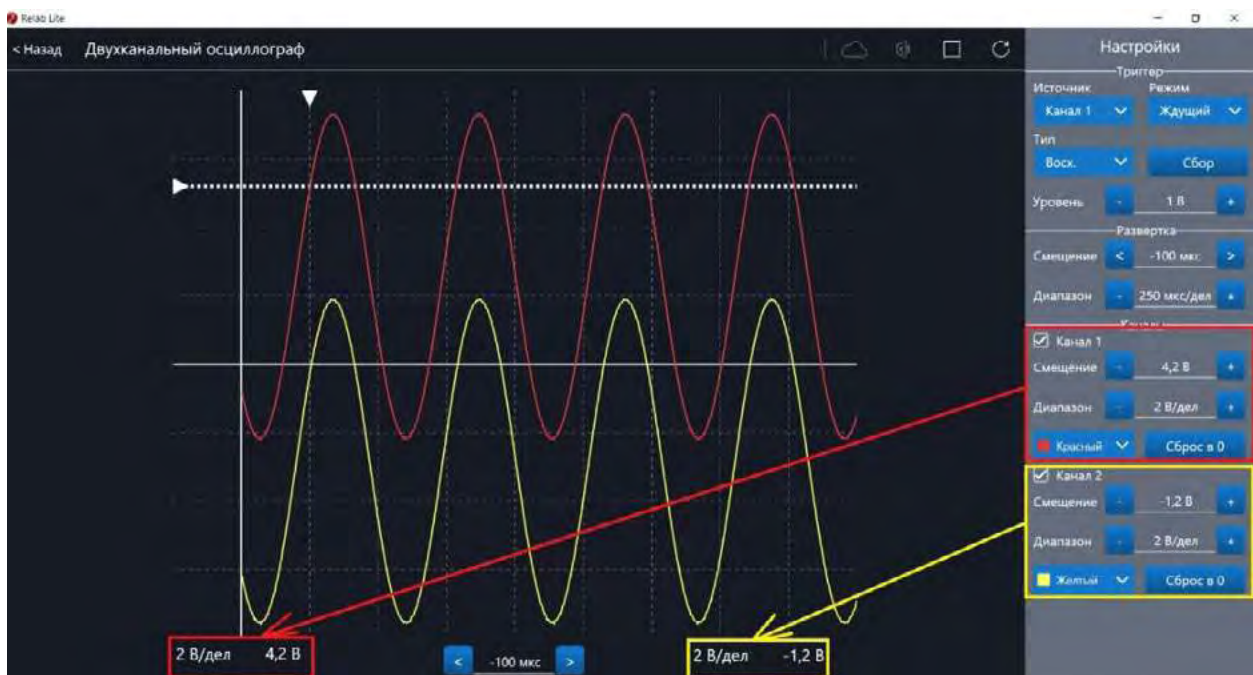 Relab Lite
< Назад Двухканальный осциллограф
Настройки
Триггер
Источник Режим
Канал 1 Ждущий
Тип
Восх. Сбор
Уровень - 1 В +
Развертка
Смещение < -100 мкс >
Диапазон - 250 мкс/дел +
Каналы
Канал 1
Смещение - 4,2 В +
Диапазон - 2 В/дел +
Красный Сброс в 0
Канал 2
Смещение - -1,2 В +
Диапазон - 2 В/дел +
Желтый Сброс в 0
2 В/дел 4,2 В < -100 мкс > 2 В/дел -1,2 В